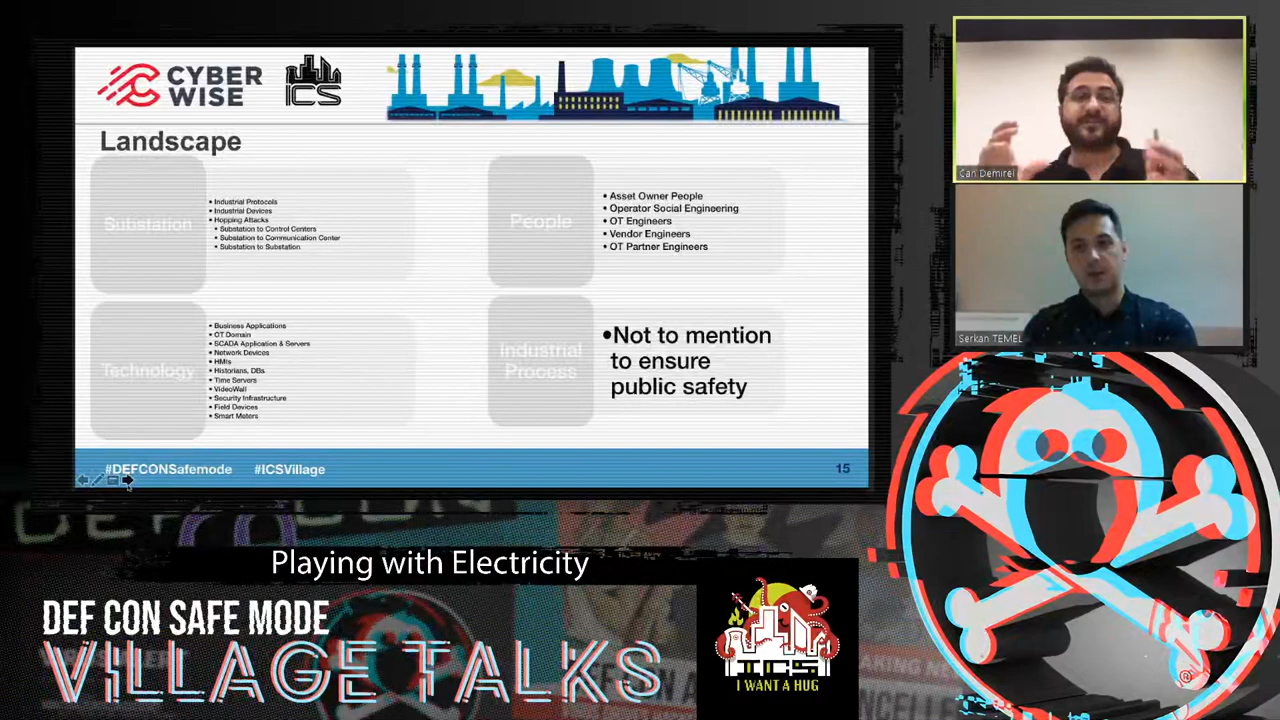 CYBER
WISE
ICS
Landscape
Substation
• Industrial Protocols
• Industrial Devices
• Hopping Attacks
• Substation to Control Centers
• Substation to Communication Center
• Substation to Substation
People
• Asset Owner People
• Operator Social Engineering
• OT Engineers
• Vendor Engineers
• OT Partner Engineers
Technology
• Business Applications
• OT Domain
• SCADA Application & Servers
• Network Devices
• HMIs
• Historians, DBs
• Time Servers
• VideoWall
• Security Infrastructure
• Field Devices
• Smart Meters
Industrial
Process
•Not to mention
to ensure
public safety
#DEFCONSafemode #ICSVillage
15
Can Demirel
Serkan TEMEL
Playing with Electricity
DEF CON SAFE MODE
VILLAGE TALKS
ICS
I WANT A HUG
®